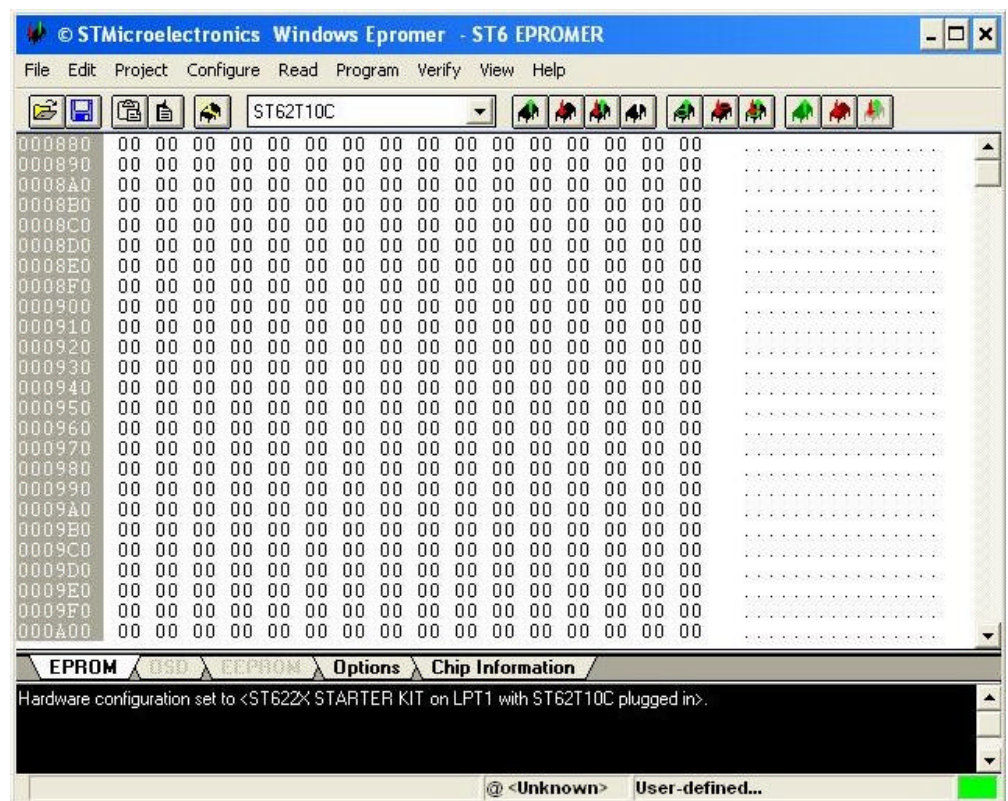 © STMicroelectronics Windows Epromer - ST6 EPROMER
File Edit Project Configure Read Program Verify View Help
ST62T10C
000880 00 00 00 00 00 00 00 00 00 00 00 00 00 00 00 00 ................
000890 00 00 00 00 00 00 00 00 00 00 00 00 00 00 00 00 ................
0008A0 00 00 00 00 00 00 00 00 00 00 00 00 00 00 00 00 ................
0008B0 00 00 00 00 00 00 00 00 00 00 00 00 00 00 00 00 ................
0008C0 00 00 00 00 00 00 00 00 00 00 00 00 00 00 00 00 ................
0008D0 00 00 00 00 00 00 00 00 00 00 00 00 00 00 00 00 ................
0008E0 00 00 00 00 00 00 00 00 00 00 00 00 00 00 00 00 ................
0008F0 00 00 00 00 00 00 00 00 00 00 00 00 00 00 00 00 ................
000900 00 00 00 00 00 00 00 00 00 00 00 00 00 00 00 00 ................
000910 00 00 00 00 00 00 00 00 00 00 00 00 00 00 00 00 ................
000920 00 00 00 00 00 00 00 00 00 00 00 00 00 00 00 00 ................
000930 00 00 00 00 00 00 00 00 00 00 00 00 00 00 00 00 ................
000940 00 00 00 00 00 00 00 00 00 00 00 00 00 00 00 00 ................
000950 00 00 00 00 00 00 00 00 00 00 00 00 00 00 00 00 ................
000960 00 00 00 00 00 00 00 00 00 00 00 00 00 00 00 00 ................
000970 00 00 00 00 00 00 00 00 00 00 00 00 00 00 00 00 ................
000980 00 00 00 00 00 00 00 00 00 00 00 00 00 00 00 00 ................
000990 00 00 00 00 00 00 00 00 00 00 00 00 00 00 00 00 ................
0009A0 00 00 00 00 00 00 00 00 00 00 00 00 00 00 00 00 ................
0009B0 00 00 00 00 00 00 00 00 00 00 00 00 00 00 00 00 ................
0009C0 00 00 00 00 00 00 00 00 00 00 00 00 00 00 00 00 ................
0009D0 00 00 00 00 00 00 00 00 00 00 00 00 00 00 00 00 ................
0009E0 00 00 00 00 00 00 00 00 00 00 00 00 00 00 00 00 ................
0009F0 00 00 00 00 00 00 00 00 00 00 00 00 00 00 00 00 ................
000A00 00 00 00 00 00 00 00 00 00 00 00 00 00 00 00 00 ................
EPROM OSD EEPROM Options Chip Information
Hardware configuration set to <ST622X STARTER KIT on LPT1 with ST62T10C plugged in>.
@ <Unknown> User-defined...